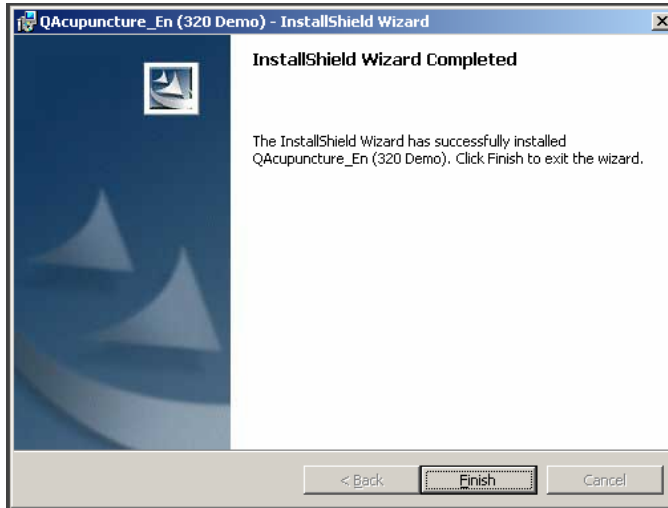 QAcupuncture_En (320 Demo) - InstallShield Wizard
InstallShield Wizard Completed
The InstallShield Wizard has successfully installed
QAcupuncture_En (320 Demo). Click Finish to exit the wizard.
< Back
Finish
Cancel